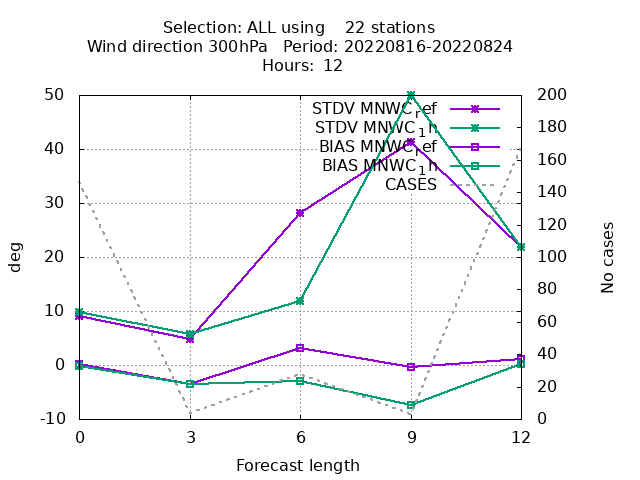 Selection: ALL using    22 stations
Wind direction 300hPa   Period: 20220816-20220824
Hours: 12
STDV MNWC_ref
STDV MNWC_1h
BIAS MNWC_ref
BIAS MNWC_1h
CASES
50
40
30
20
10
0
-10
deg
200
180
160
140
120
100
80
60
40
20
0
No cases
0 3 6 9 12
Forecast length